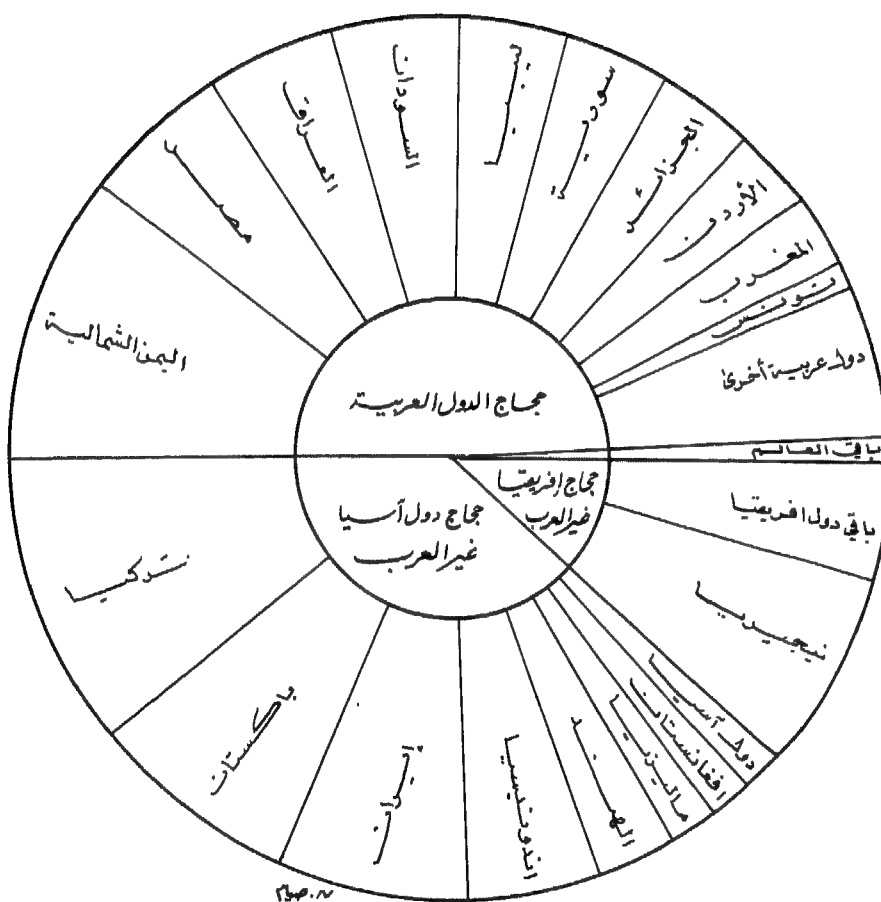 حجاج الدول العربية
اليمن الشمالية
مصر
العراق
السودان
ليبيا
سورية
الجزائر
الأردن
المغرب
تونس
دول عربية أخرى
باقي العالم
حجاج إفريقيا
غير العرب
باقي دول افريقيا
نيجيريا
حجاج دول آسيا
غير العرب
دول آسيا
افغانستان
ماليزيا
الهند
اندونيسيا
إيران
باكستان
تركيا